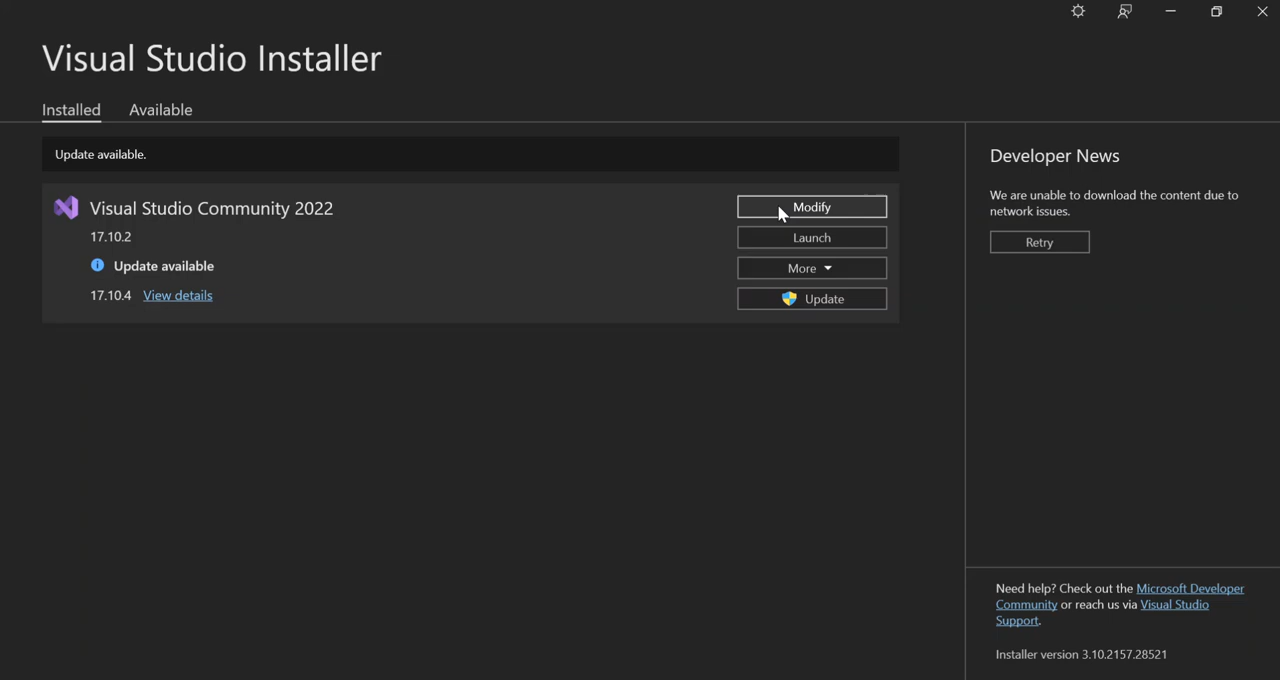 Visual Studio Installer
Installed
Available
Update available.
Visual Studio Community 2022
17.10.2
Update available
17.10.4 View details
Modify
Launch
More
Update
Developer News
We are unable to download the content due to
network issues.
Retry
Need help? Check out the Microsoft Developer
Community or reach us via Visual Studio
Support.
Installer version 3.10.2157.28521